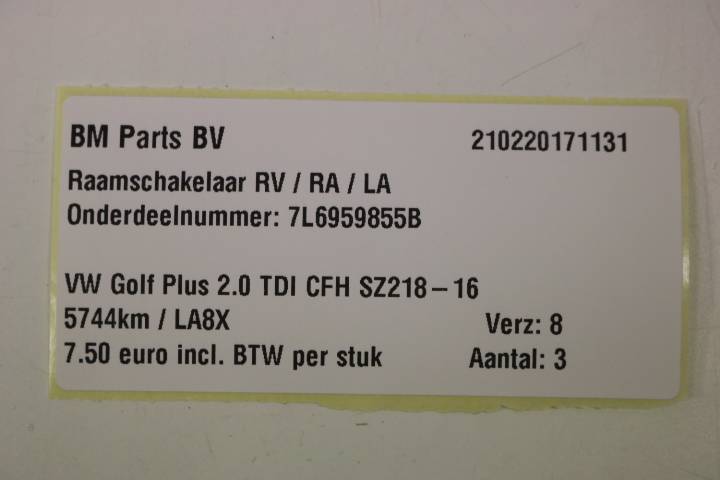 BM Parts BV 210220171131
Raamschakelaar RV / RA / LA
Onderdeelnummer: 7L6959855B
VW Golf Plus 2.0 TDI CFH SZ218-16
5744km / LA8X Verz: 8
7.50 euro incl. BTW per stuk Aantal: 3